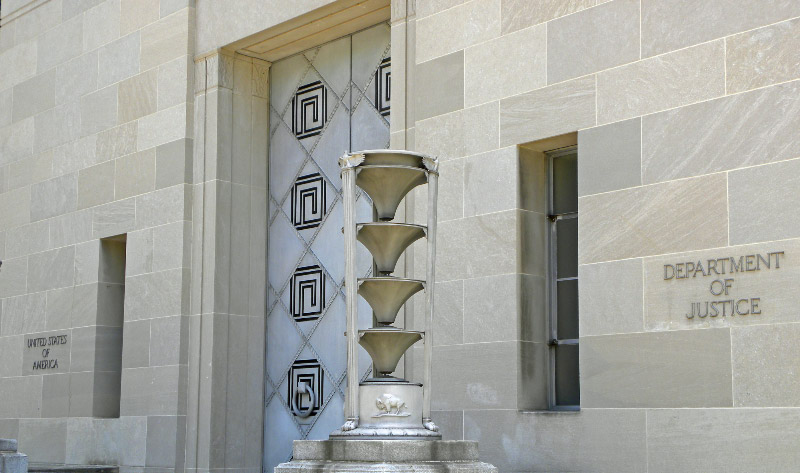 UNITED STATES
OF
AMERICA
DEPARTMENT
OF
JUSTICE